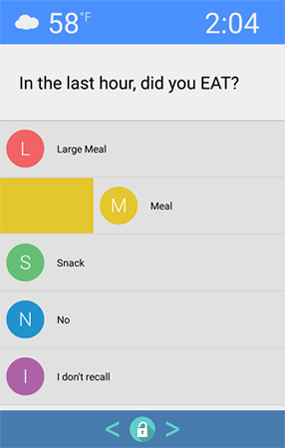 58°F 2:04
In the last hour, did you EAT?
L Large Meal
M Meal
S Snack
N No
I I don't recall
< >